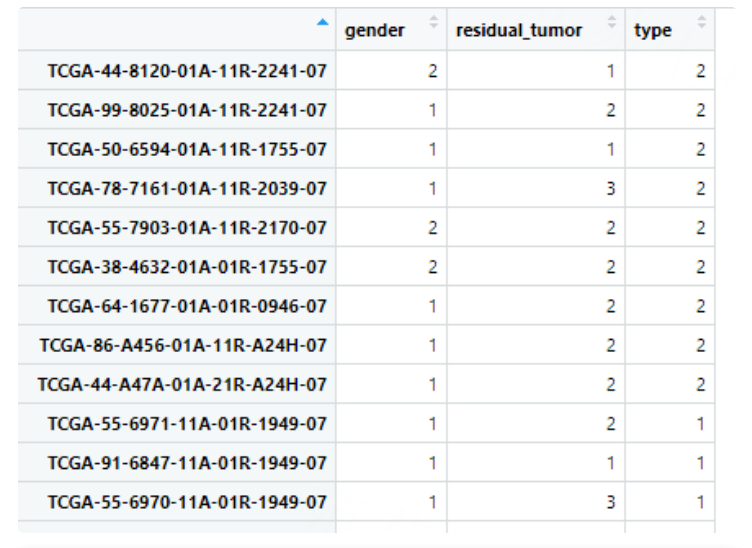 gender residual_tumor type
TCGA-44-8120-01A-11R-2241-07 2 1 2
TCGA-99-8025-01A-11R-2241-07 1 2 2
TCGA-50-6594-01A-11R-1755-07 1 1 2
TCGA-78-7161-01A-11R-2039-07 1 3 2
TCGA-55-7903-01A-11R-2170-07 2 2 2
TCGA-38-4632-01A-01R-1755-07 2 2 2
TCGA-64-1677-01A-01R-0946-07 1 2 2
TCGA-86-A456-01A-11R-A24H-07 1 2 2
TCGA-44-A47A-01A-21R-A24H-07 1 2 2
TCGA-55-6971-11A-01R-1949-07 1 2 1
TCGA-91-6847-11A-01R-1949-07 1 1 1
TCGA-55-6970-11A-01R-1949-07 1 3 1